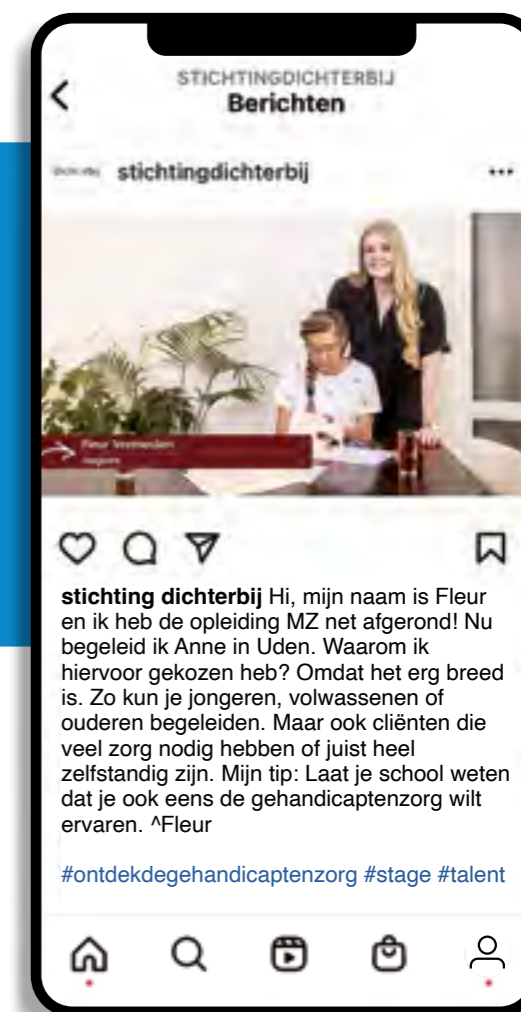 STICHTINGDICHTERBIJ
Berichten
stichtingdichterbij
Fleur Vermeulen
stichting dichterbij Hi, mijn naam is Fleur
en ik heb de opleiding MZ net afgerond! Nu
begeleid ik Anne in Uden. Waarom ik
hiervoor gekozen heb? Omdat het erg breed
is. Zo kun je jongeren, volwassenen of
ouderen begeleiden. Maar ook cliënten die
veel zorg nodig hebben of juist heel
zelfstandig zijn. Mijn tip: Laat je school weten
dat je ook eens de gehandicaptenzorg wilt
ervaren. ^Fleur
#ontdekdegehandicaptenzorg #stage #talent